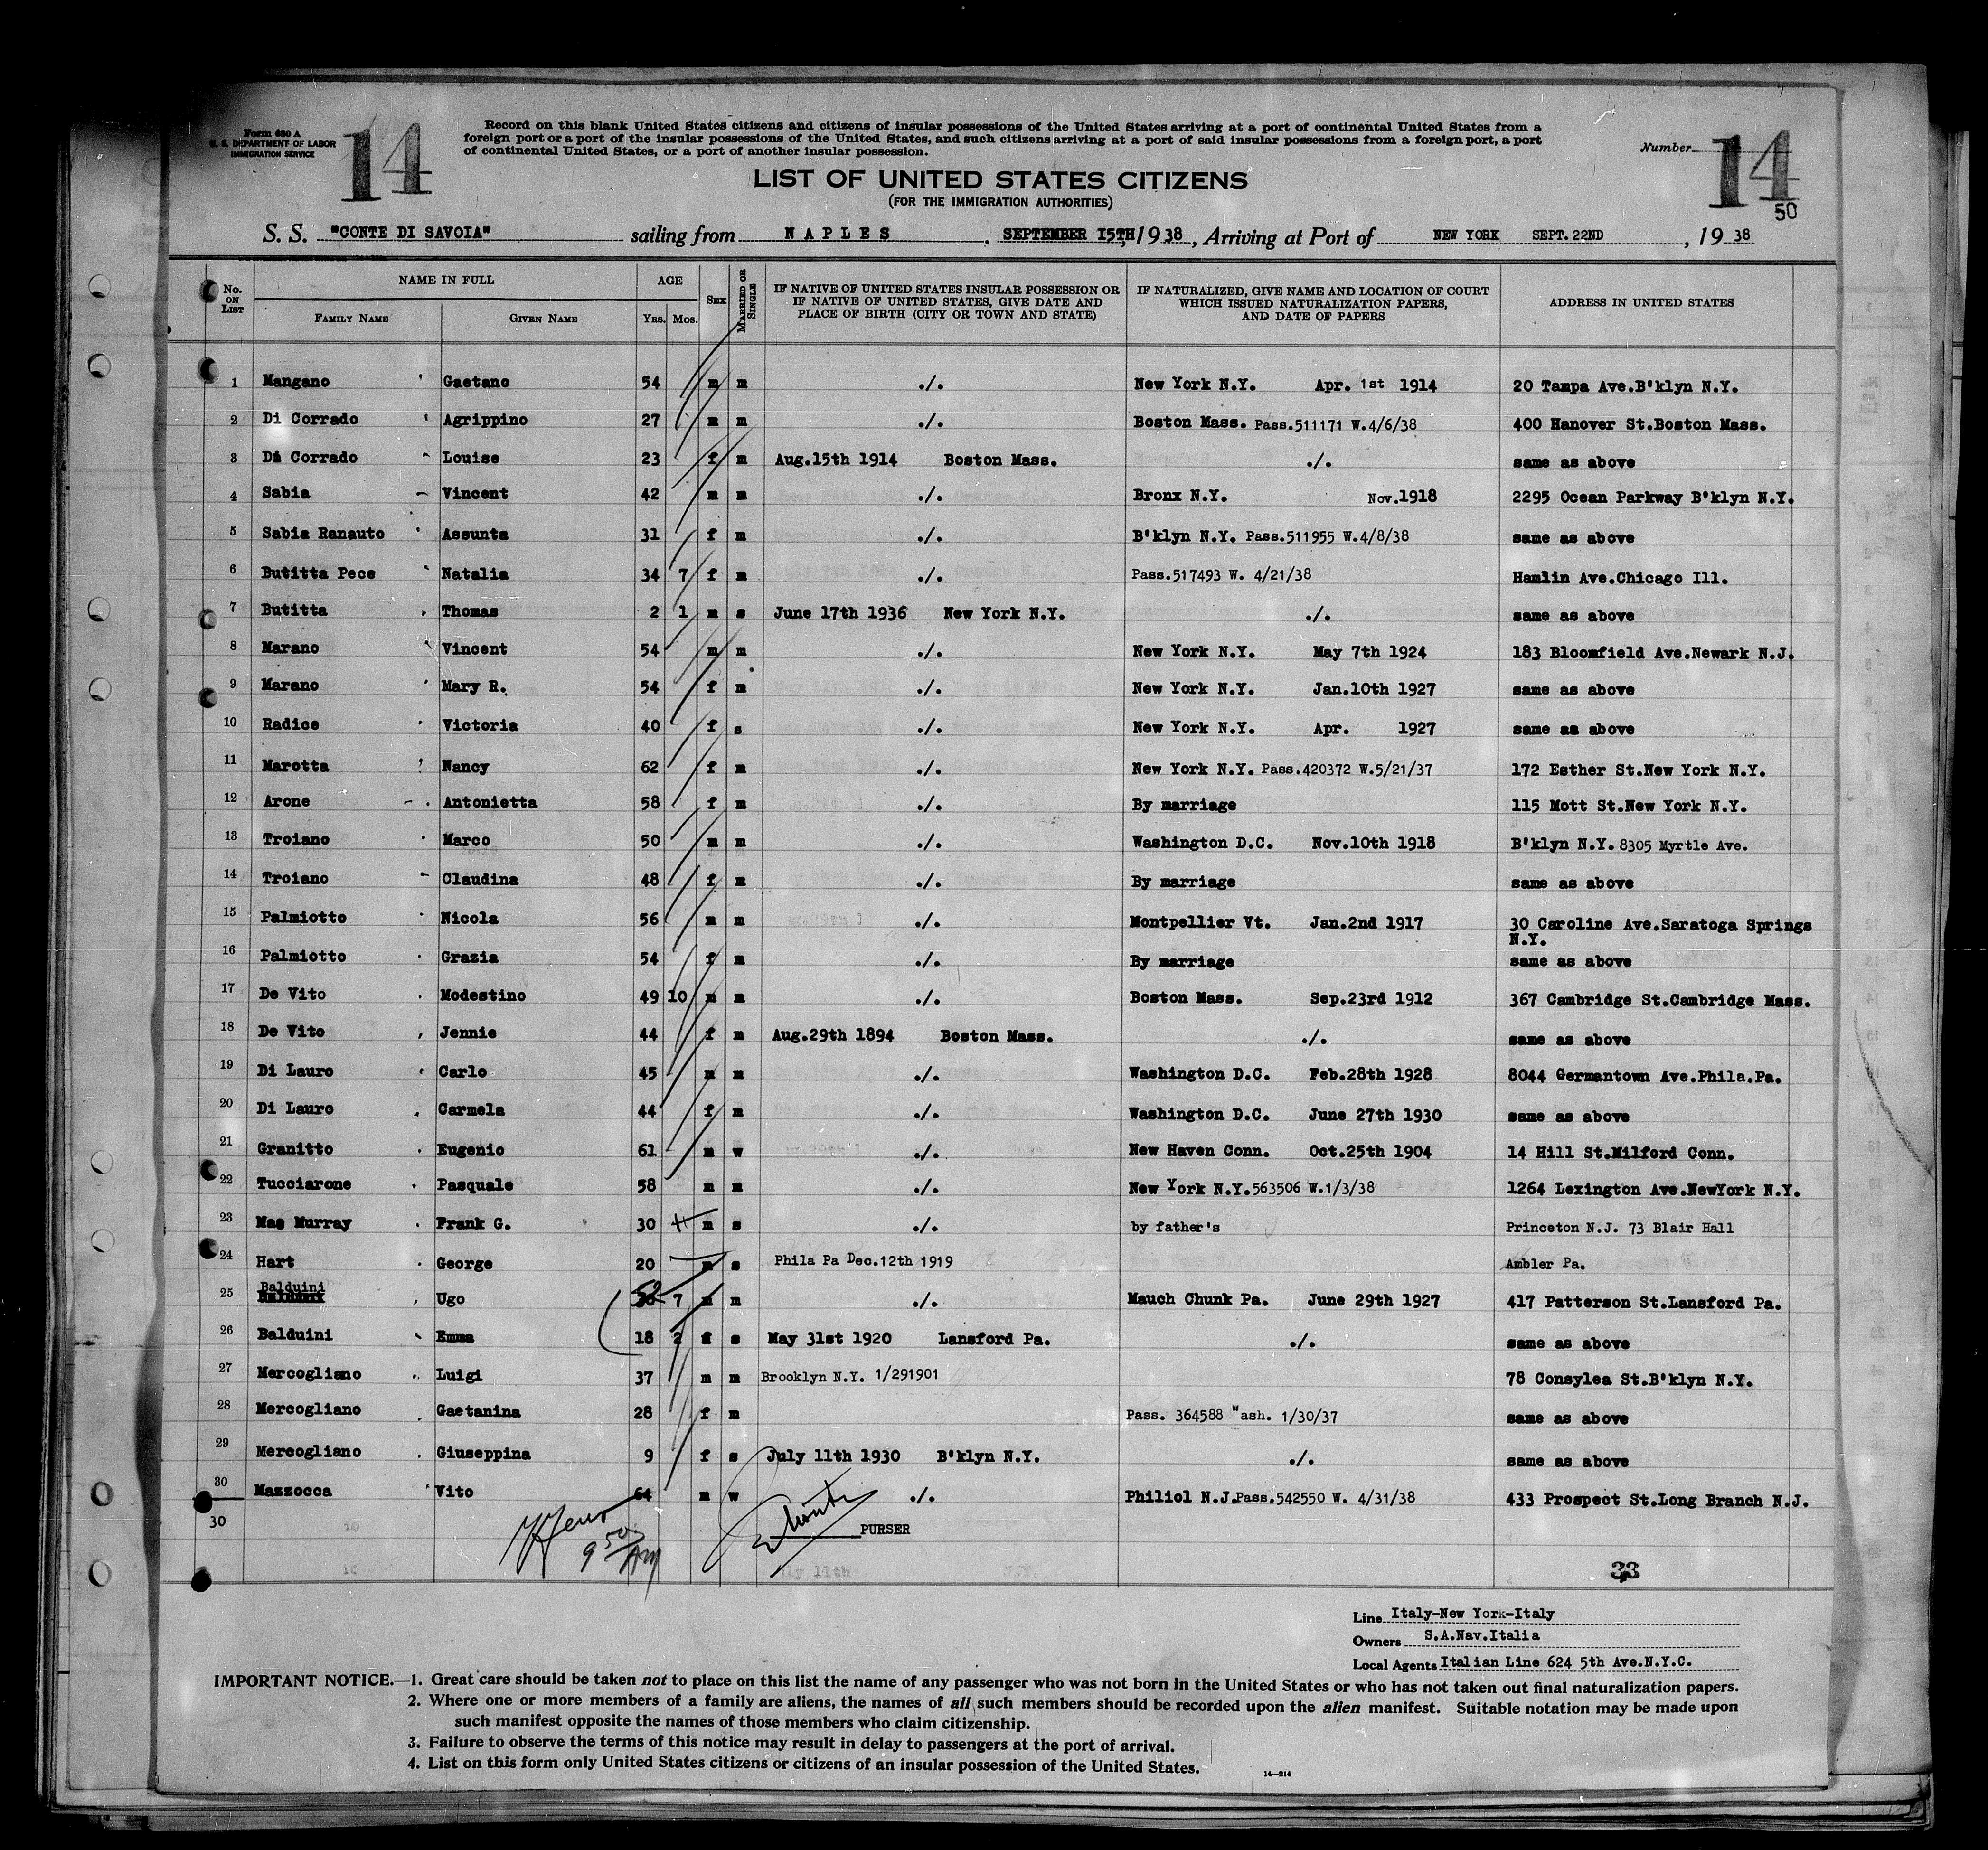 Form 630 A
U. S. DEPARTMENT OF LABOR
IMMIGRATION SERVICE
14
Record on this blank United States citizens and citizens of insular possessions of the United States arriving at a port of continental United States from a
foreign port or a port of the insular possessions of the United States, and such citizens arriving at a port of said insular possessions from a foreign port, a port
of continental United States, or a port of another insular possession.
Number 14
50
LIST OF UNITED STATES CITIZENS
(FOR THE IMMIGRATION AUTHORITIES)
S. S. "CONTE DI SAVOIA" sailing from NAPLES, SEPTEMBER 15TH, 1938, Arriving at Port of NEW YORK SEPT. 22ND, 1938
No. ON LIST NAME IN FULL FAMILY NAME GIVEN NAME AGE YRS. MOS. SEX MARRIED OR SINGLE IF NATIVE OF UNITED STATES INSULAR POSSESSION OR IF NATIVE OF UNITED STATES, GIVE DATE AND PLACE OF BIRTH (CITY OR TOWN AND STATE) IF NATURALIZED, GIVE NAME AND LOCATION OF COURT WHICH ISSUED NATURALIZATION PAPERS, AND DATE OF PAPERS ADDRESS IN UNITED STATES
1 Mangano Gaetano 54 m m ./. New York N.Y. Apr. 1st 1914 20 Tampa Ave.B'klyn N.Y.
2 Di Corrado Agrippino 27 m m ./. Boston Mass. Pass.511171 W.4/6/38 400 Hanover St.Boston Mass.
3 Di Corrado Louise 23 f m Aug.15th 1914 Boston Mass. ./. same as above
4 Sabia Vincent 42 m m ./. Bronx N.Y. Nov.1918 2295 Ocean Parkway B'klyn N.Y.
5 Sabia Ranauto Assunta 31 f m ./. B'klyn N.Y. Pass.511955 W.4/8/38 same as above
6 Butitta Pece Natalia 34 7 f m ./. Pass.517493 W. 4/21/38 Hamlin Ave.Chicago Ill.
7 Butitta Thomas 2 1 m s June 17th 1936 New York N.Y. ./. same as above
8 Marano Vincent 54 m m ./. New York N.Y. May 7th 1924 183 Bloomfield Ave.Newark N.J.
9 Marano Mary R. 54 f m ./. New York N.Y. Jan.10th 1927 same as above
10 Radice Victoria 40 f s ./. New York N.Y. Apr. 1927 same as above
11 Marotta Nancy 62 f m ./. New York N.Y. Pass.420372 W.5/21/37 172 Esther St.New York N.Y.
12 Arone Antonietta 58 f m ./. By marriage 115 Mott St.New York N.Y.
13 Troiano Marco 50 m m ./. Washington D.C. Nov.10th 1918 B'klyn N.Y. 8305 Myrtle Ave.
14 Troiano Claudina 48 f m ./. By marriage same as above
15 Palmiotto Nicola 56 m m ./. Montpellier Vt. Jan.2nd 1917 30 Caroline Ave.Saratoga Springs
N.Y.
16 Palmiotto Grazia 54 f m ./. By marriage same as above
17 De Vito Modestino 49 10 m m ./. Boston Mass. Sep.23rd 1912 367 Cambridge St.Cambridge Mass.
18 De Vito Jennie 44 f m Aug.29th 1894 Boston Mass. ./. same as above
19 Di Lauro Carlo 45 m m ./. Washington D.C. Feb.28th 1928 8044 Germantown Ave.Phila.Pa.
20 Di Lauro Carmela 44 f m ./. Washington D.C. June 27th 1930 same as above
21 Granitto Eugenio 61 m w ./. New Haven Conn. Oct.25th 1904 14 Hill St.Milford Conn.
22 Tucciarone Pasquale 58 m m ./. New York N.Y.563506 W.1/3/38 1264 Lexington Ave.NewYork N.Y.
23 Mac Murray Frank G. 30 m s ./. by father's Princeton N.J. 73 Blair Hall
24 Hart George 20 m s Phila Pa Dec.12th 1919 Ambler Pa.
25 Balduini Ugo 52 7 m m ./. Mauch Chunk Pa. June 29th 1927 417 Patterson St.Lansford Pa.
26 Balduini Emma 18 2 f s May 31st 1920 Lansford Pa. ./. same as above
27 Mercogliano Luigi 37 m m Brooklyn N.Y. 1/291901 78 Consylea St.B'klyn N.Y.
28 Mercogliano Gaetanina 28 f m Pass. 364588 Wash. 1/30/37 same as above
29 Mercogliano Giuseppina 9 f s July 11th 1930 B'klyn N.Y. ./. same as above
30 Mazzocca Vito 64 m w ./. Philiol N.J.Pass.542550 W. 4/31/38 433 Prospect St.Long Branch N.J.
30
9 50 AM
PURSER
33
Line Italy-New York-Italy
Owners S.A.Nav.Italia
Local Agents Italian Line 624 5th Ave.N.Y.C.
IMPORTANT NOTICE.—1. Great care should be taken not to place on this list the name of any passenger who was not born in the United States or who has not taken out final naturalization papers.
2. Where one or more members of a family are aliens, the names of all such members should be recorded upon the alien manifest. Suitable notation may be made upon
such manifest opposite the names of those members who claim citizenship.
3. Failure to observe the terms of this notice may result in delay to passengers at the port of arrival.
4. List on this form only United States citizens or citizens of an insular possession of the United States.
14—214